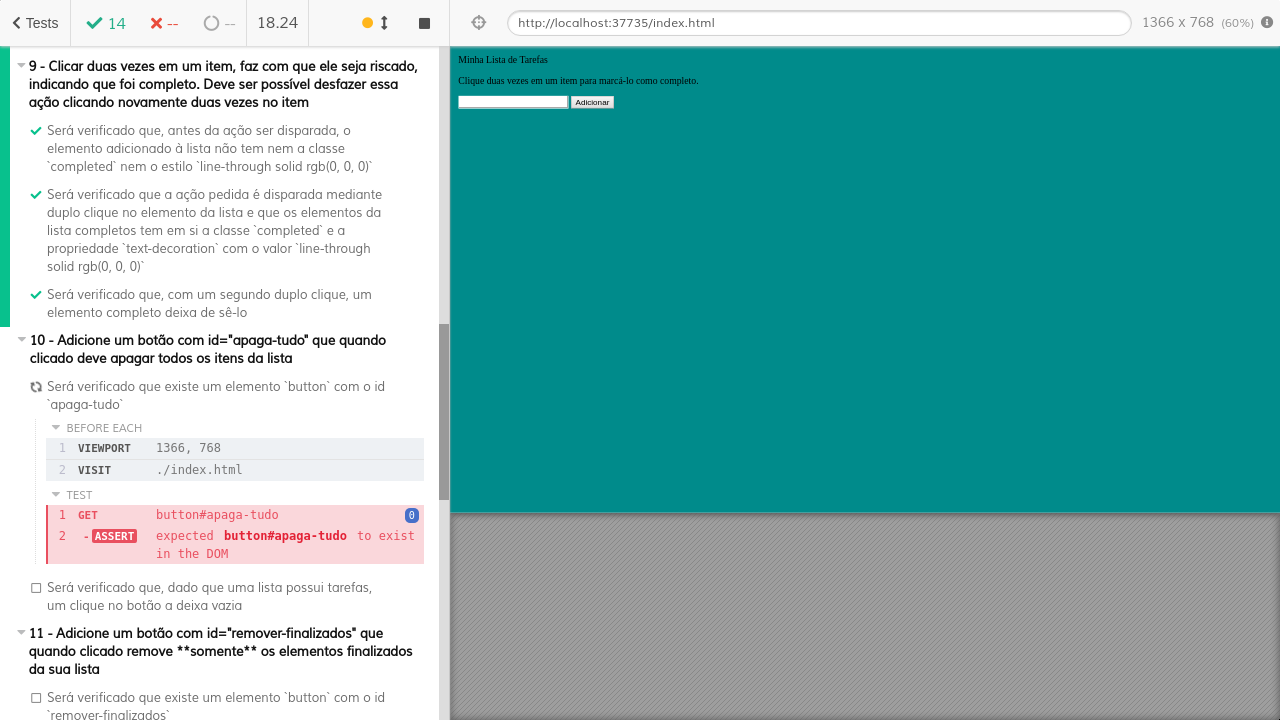 Tests
14
--
--
18.24
http://localhost:37735/index.html
1366 x 768 (60%)
9 - Clicar duas vezes em um item, faz com que ele seja riscado,
indicando que foi completo. Deve ser possível desfazer essa
ação clicando novamente duas vezes no item
Será verificado que, antes da ação ser disparada, o
elemento adicionado à lista não tem nem a classe
`completed` nem o estilo `line-through solid rgb(0, 0, 0)`
Será verificado que a ação pedida é disparada mediante
duplo clique no elemento da lista e que os elementos da
lista completos tem em si a classe `completed` e a
propriedade `text-decoration` com o valor `line-through
solid rgb(0, 0, 0)`
Será verificado que, com um segundo duplo clique, um
elemento completo deixa de sê-lo
10 - Adicione um botão com id="apaga-tudo" que quando
clicado deve apagar todos os itens da lista
Será verificado que existe um elemento `button` com o id
`apaga-tudo`
BEFORE EACH
1 VIEWPORT 1366, 768
2 VISIT ./index.html
TEST
1 GET button#apaga-tudo 0
2 -ASSERT expected button#apaga-tudo to exist
in the DOM
Será verificado que, dado que uma lista possui tarefas,
um clique no botão a deixa vazia
11 - Adicione um botão com id="remover-finalizados" que
quando clicado remove **somente** os elementos finalizados
da sua lista
Será verificado que existe um elemento `button` com o id
`remover-finalizados`
Minha Lista de Tarefas
Clique duas vezes em um item para marcá-lo como completo.
Adicionar